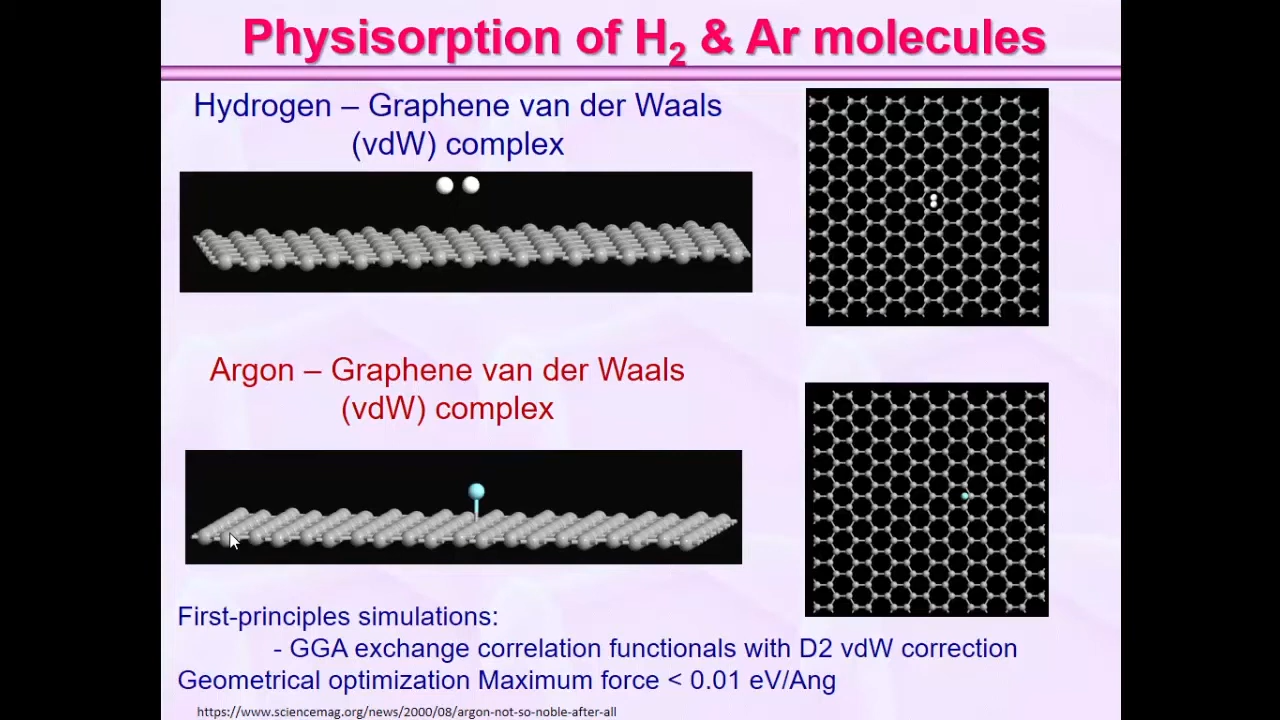 Physisorption of H2 & Ar molecules
Hydrogen – Graphene van der Waals
(vdW) complex
Argon – Graphene van der Waals
(vdW) complex
First-principles simulations:
- GGA exchange correlation functionals with D2 vdW correction
Geometrical optimization Maximum force < 0.01 eV/Ang
https://www.sciencemag.org/news/2000/08/argon-not-so-noble-after-all